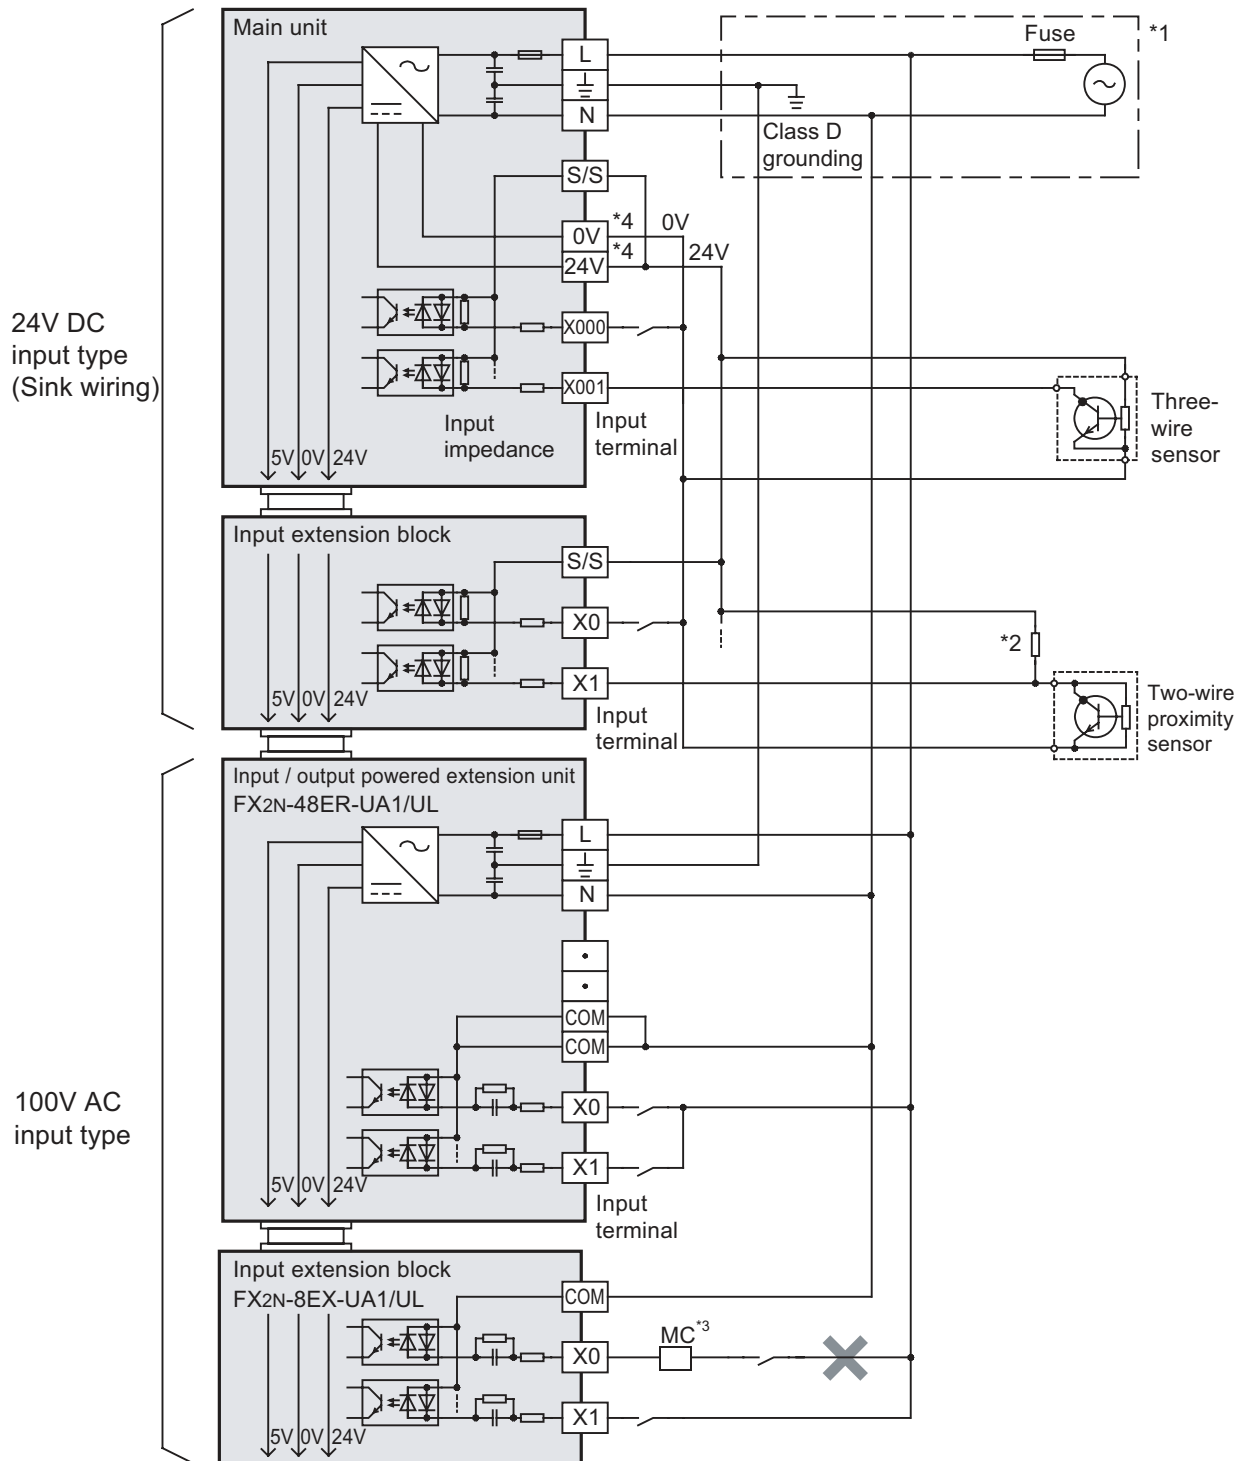 Main unit
L
N
Fuse
*1
Class D
grounding
S/S
0V
*4
0V
24V
*4
24V
24V DC
input type
(Sink wiring)
X000
X001
Input
impedance
Input
terminal
Three-
wire
sensor
5V 0V 24V
Input extension block
S/S
X0
*2
X1
Two-wire
proximity
sensor
5V 0V 24V
Input
terminal
Input / output powered extension unit
FX2N-48ER-UA1/UL
L
N
COM
COM
100V AC
input type
X0
X1
5V 0V 24V
Input
terminal
Input extension block
FX2N-8EX-UA1/UL
COM
MC*3
X0
X1
5V 0V 24V